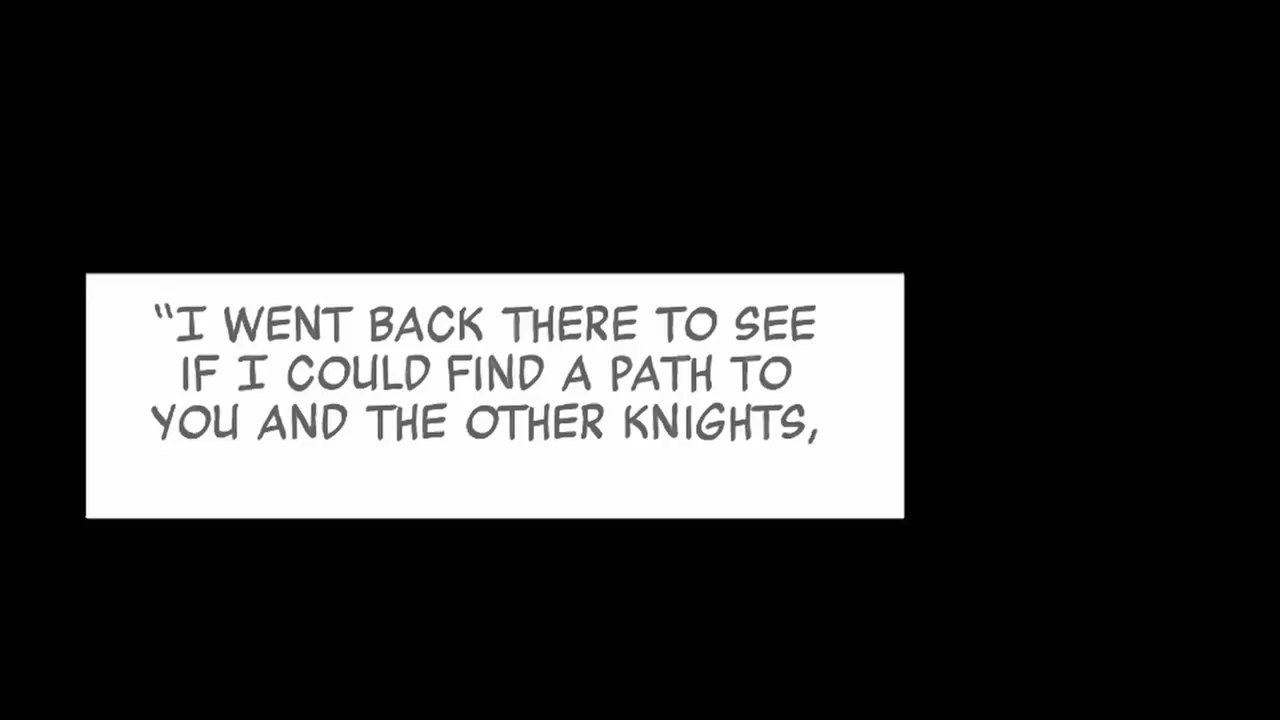 “I WENT BACK THERE TO SEE
IF I COULD FIND A PATH TO
YOU AND THE OTHER KNIGHTS,